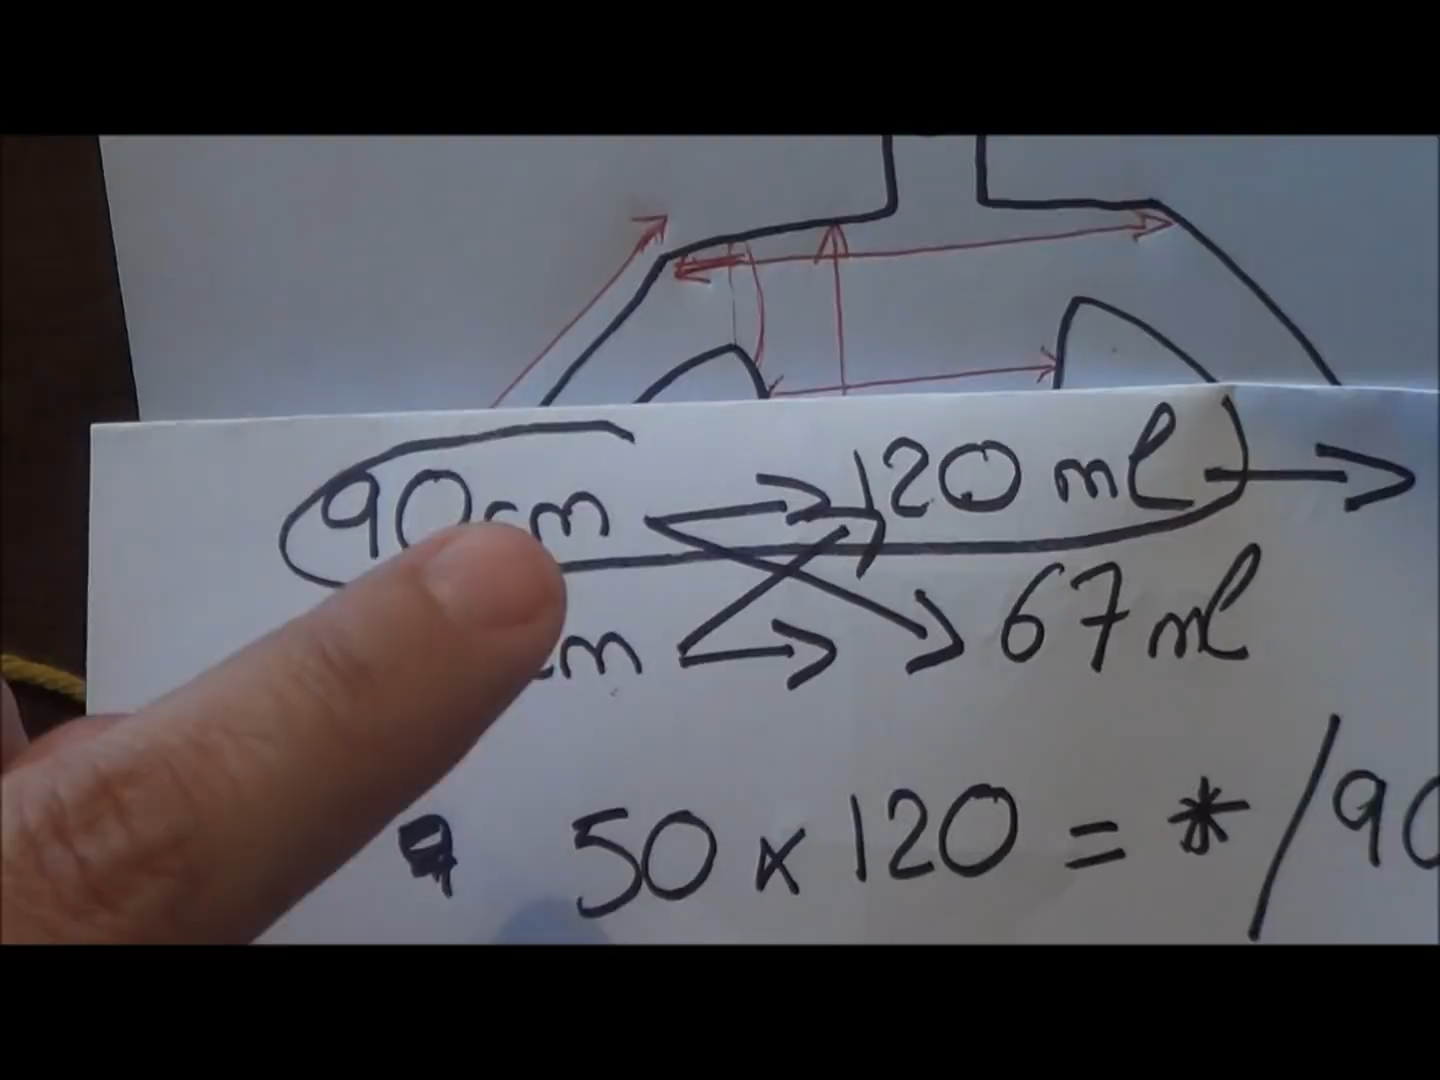 90cm → 120 ml →
cm → 67 ml
50 x 120 = * /90